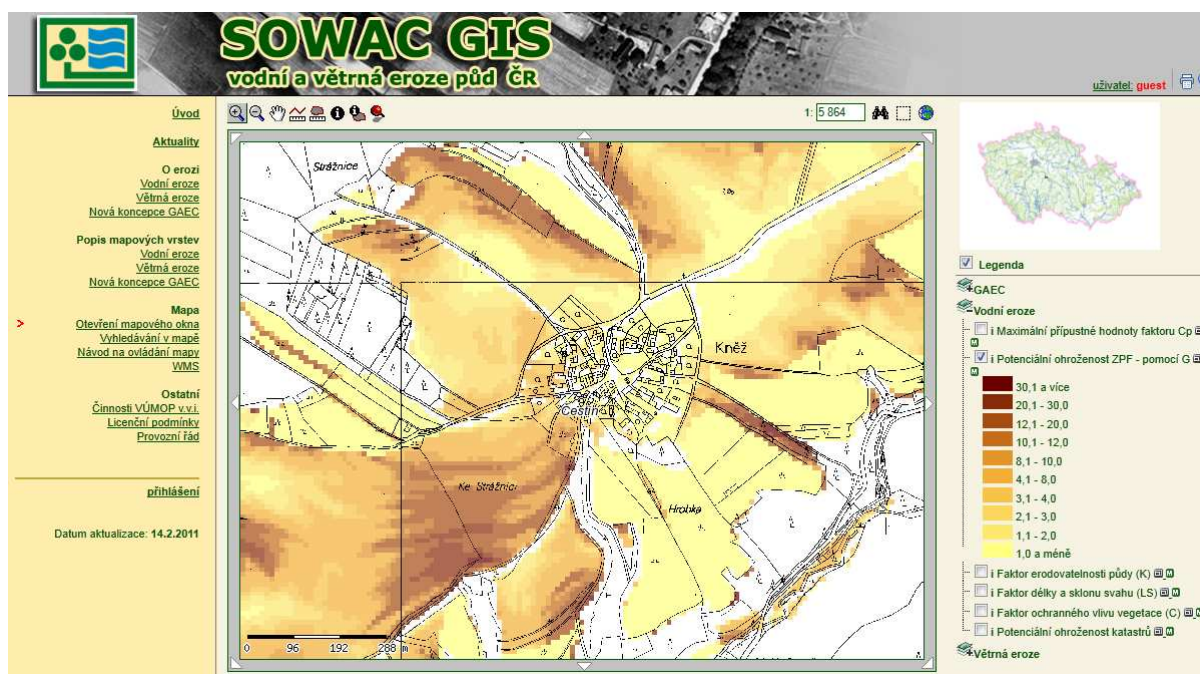 SOWAC GIS
vodní a větrná eroze půd ČR
uživatel: guest
Úvod
Aktuality
O erozi
Vodní eroze
Větrná eroze
Nová koncepce GAEC
Popis mapových vrstev
Vodní eroze
Větrná eroze
Nová koncepce GAEC
Mapa
> Otevření mapového okna
Vyhledávání v mapě
Návod na ovládání mapy
WMS
Ostatní
Činnosti VÚMOP v.v.i.
Licenční podmínky
Provozní řád
přihlášení
Datum aktualizace: 14.2.2011
1: 5 864
Strážnice
Kněž
Čestín
Ke Strážnici
Hrobka
0 96 192 288 m
Legenda
GAEC
Vodní eroze
i Maximální přípustné hodnoty faktoru Cp
i Potenciální ohroženost ZPF - pomocí G
30,1 a více
20,1 - 30,0
12,1 - 20,0
10,1 - 12,0
8,1 - 10,0
4,1 - 8,0
3,1 - 4,0
2,1 - 3,0
1,1 - 2,0
1,0 a méně
i Faktor erodovatelnosti půdy (K)
i Faktor délky a sklonu svahu (LS)
i Faktor ochranného vlivu vegetace (C)
i Potenciální ohroženost katastrů
Větrná eroze